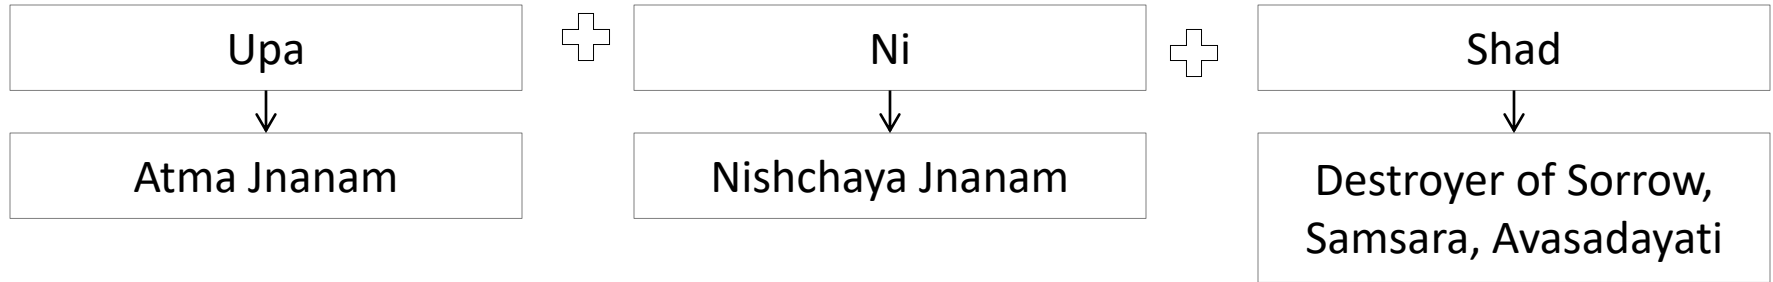 Upa
Ni
Shad
Atma Jnanam
Nishchaya Jnanam
Destroyer of Sorrow,
Samsara, Avasadayati